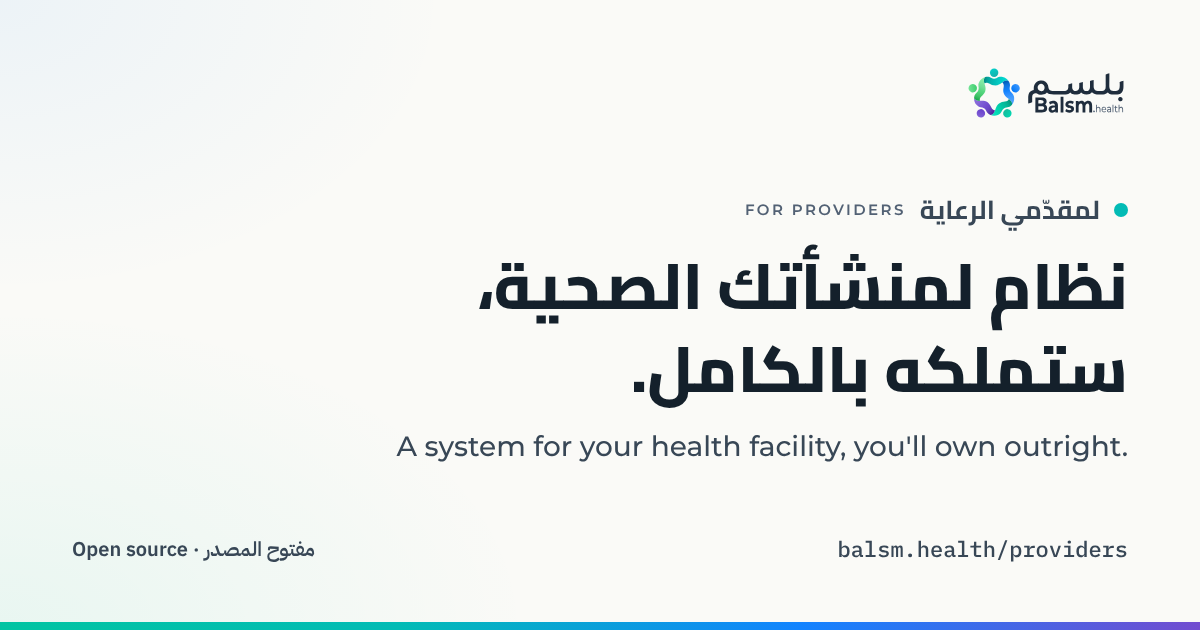 بلسم
Balsm.health
لمقدّمي الرعاية FOR PROVIDERS
نظام لمنشأتك الصحية،
ستملكه بالكامل.
A system for your health facility, you'll own outright.
balsm.health/providers
Open source · مفتوح المصدر